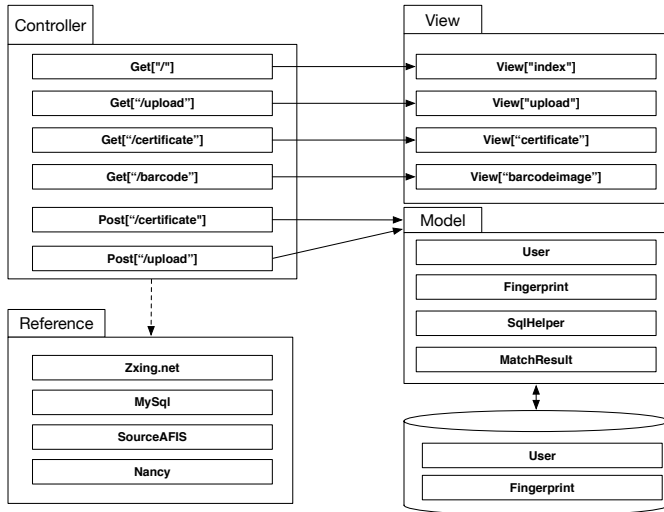 Controller
Get["/"]
Get[“/upload”]
Get[“/certificate”]
Get[“/barcode”]
Post[“/certificate"]
Post[“/upload”]
View
View["index"]
View["upload"]
View[“certificate”]
View[“barcodeimage”]
Model
User
Fingerprint
SqlHelper
MatchResult
Reference
Zxing.net
MySql
SourceAFIS
Nancy
User
Fingerprint